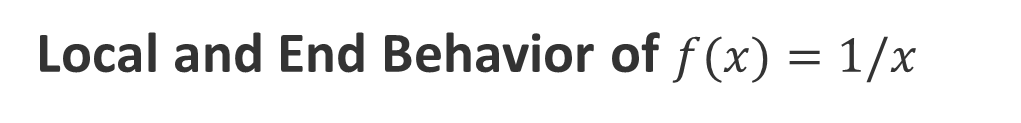 Local and End Behavior of f(x) = 1/x